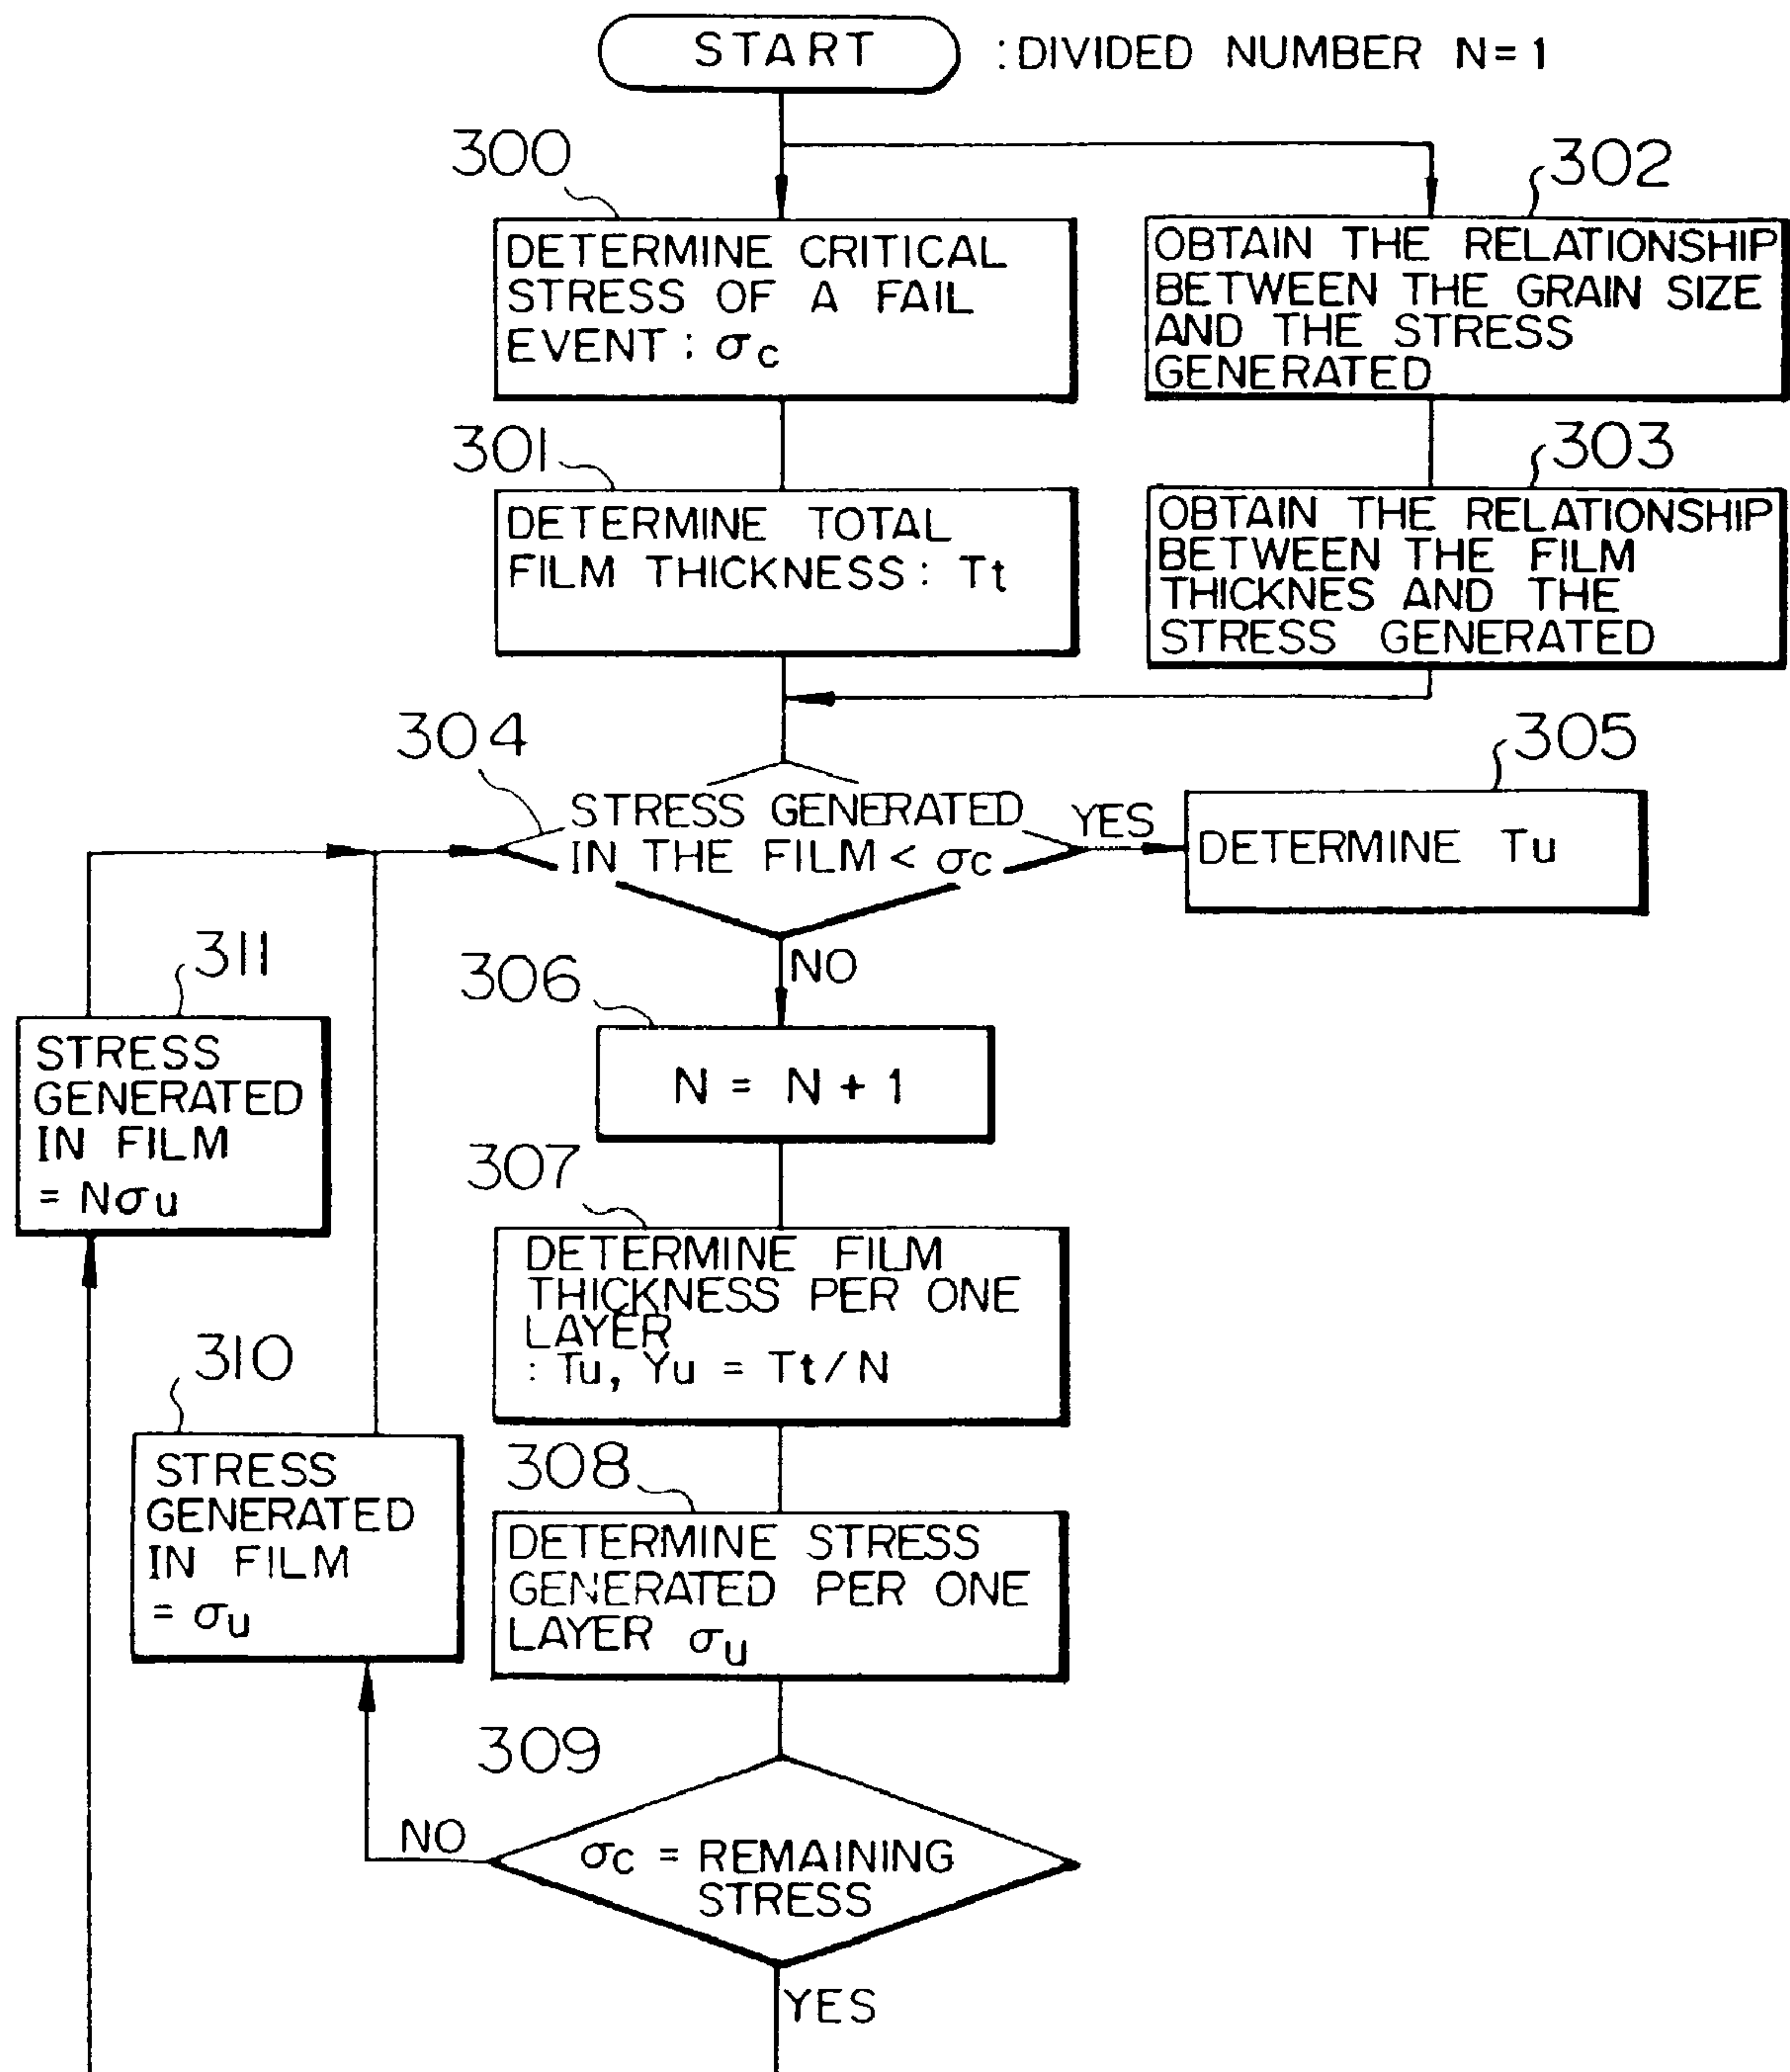 START : DIVIDED NUMBER N=1
300
DETERMINE CRITICAL
STRESS OF A FAIL
EVENT : σc
302
OBTAIN THE RELATIONSHIP
BETWEEN THE GRAIN SIZE
AND THE STRESS
GENERATED
301
DETERMINE TOTAL
FILM THICKNESS : Tt
303
OBTAIN THE RELATIONSHIP
BETWEEN THE FILM
THICKNES AND THE
STRESS GENERATED
304
STRESS GENERATED
IN THE FILM < σc
YES
305
DETERMINE Tu
NO
306
N = N + 1
311
STRESS
GENERATED
IN FILM
= Nσu
307
DETERMINE FILM
THICKNESS PER ONE
LAYER
: Tu, Yu = Tt/N
310
STRESS
GENERATED
IN FILM
= σu
308
DETERMINE STRESS
GENERATED PER ONE
LAYER σu
309
σc = REMAINING
STRESS
NO
YES